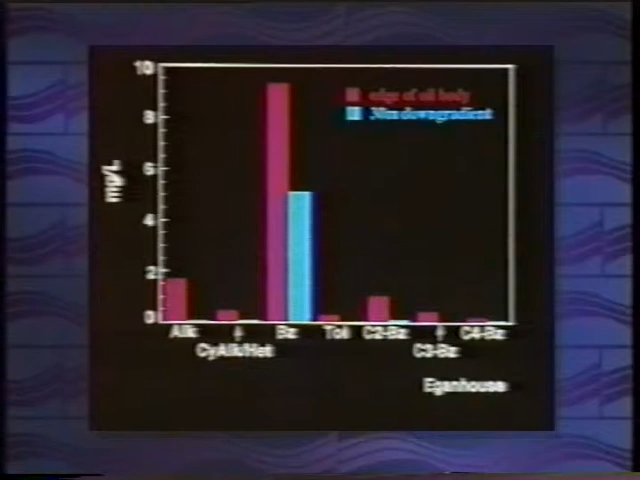 10
edge of oil body
30m downgradient
8
mg/L
6
4
2
0
Alk Bz Tol C2-Bz C4-Bz
CyAlk/Het C3-Bz
Eganhouse